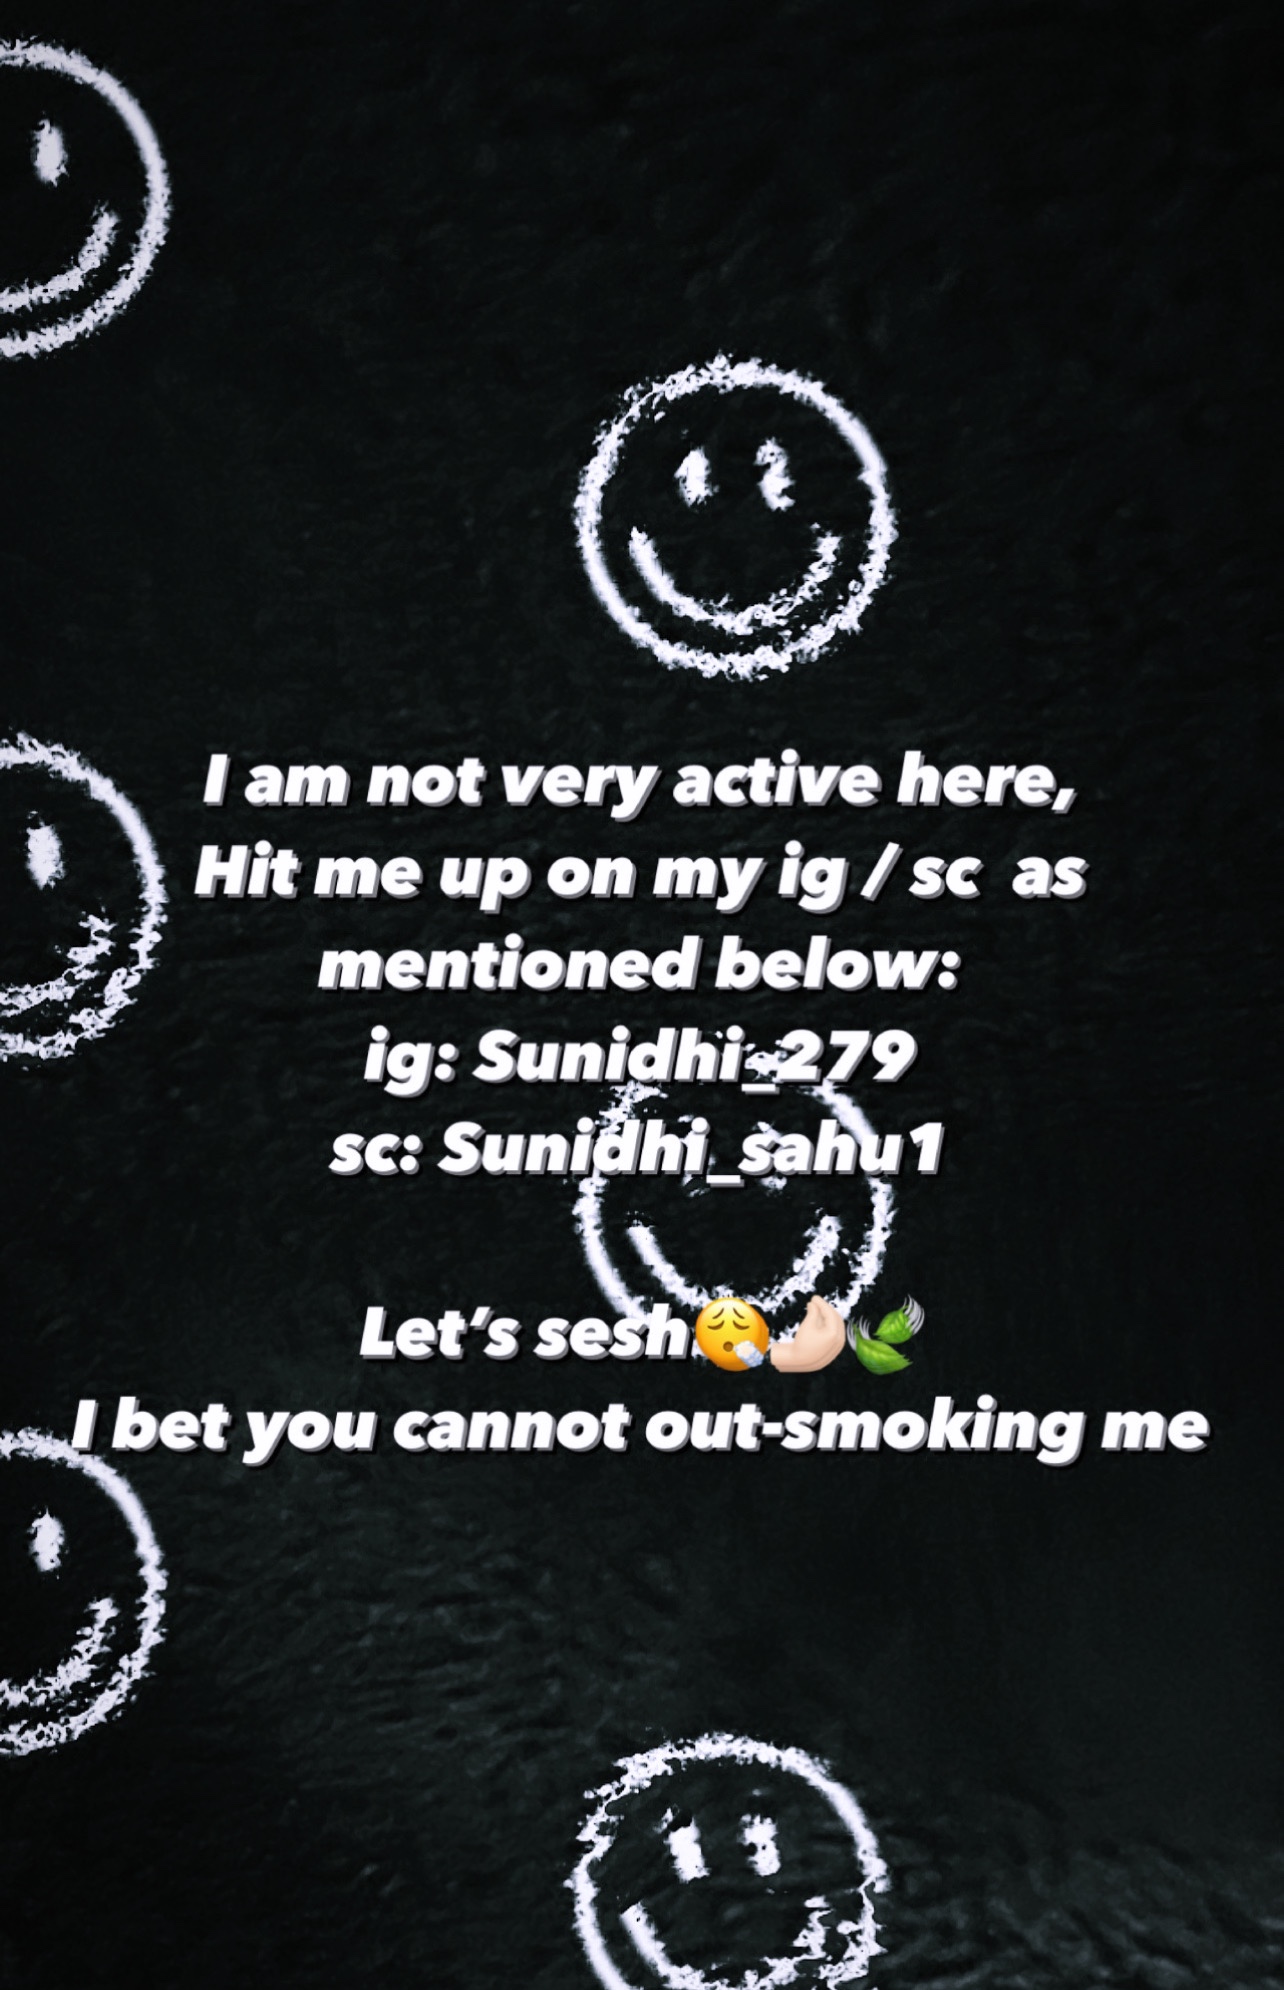 I am not very active here,
Hit me up on my ig / sc as
mentioned below:
ig: Sunidhi_279
sc: Sunidhi_sahu1
Let’s sesh😮‍💨🤌🏻🌿
I bet you cannot out-smoking me